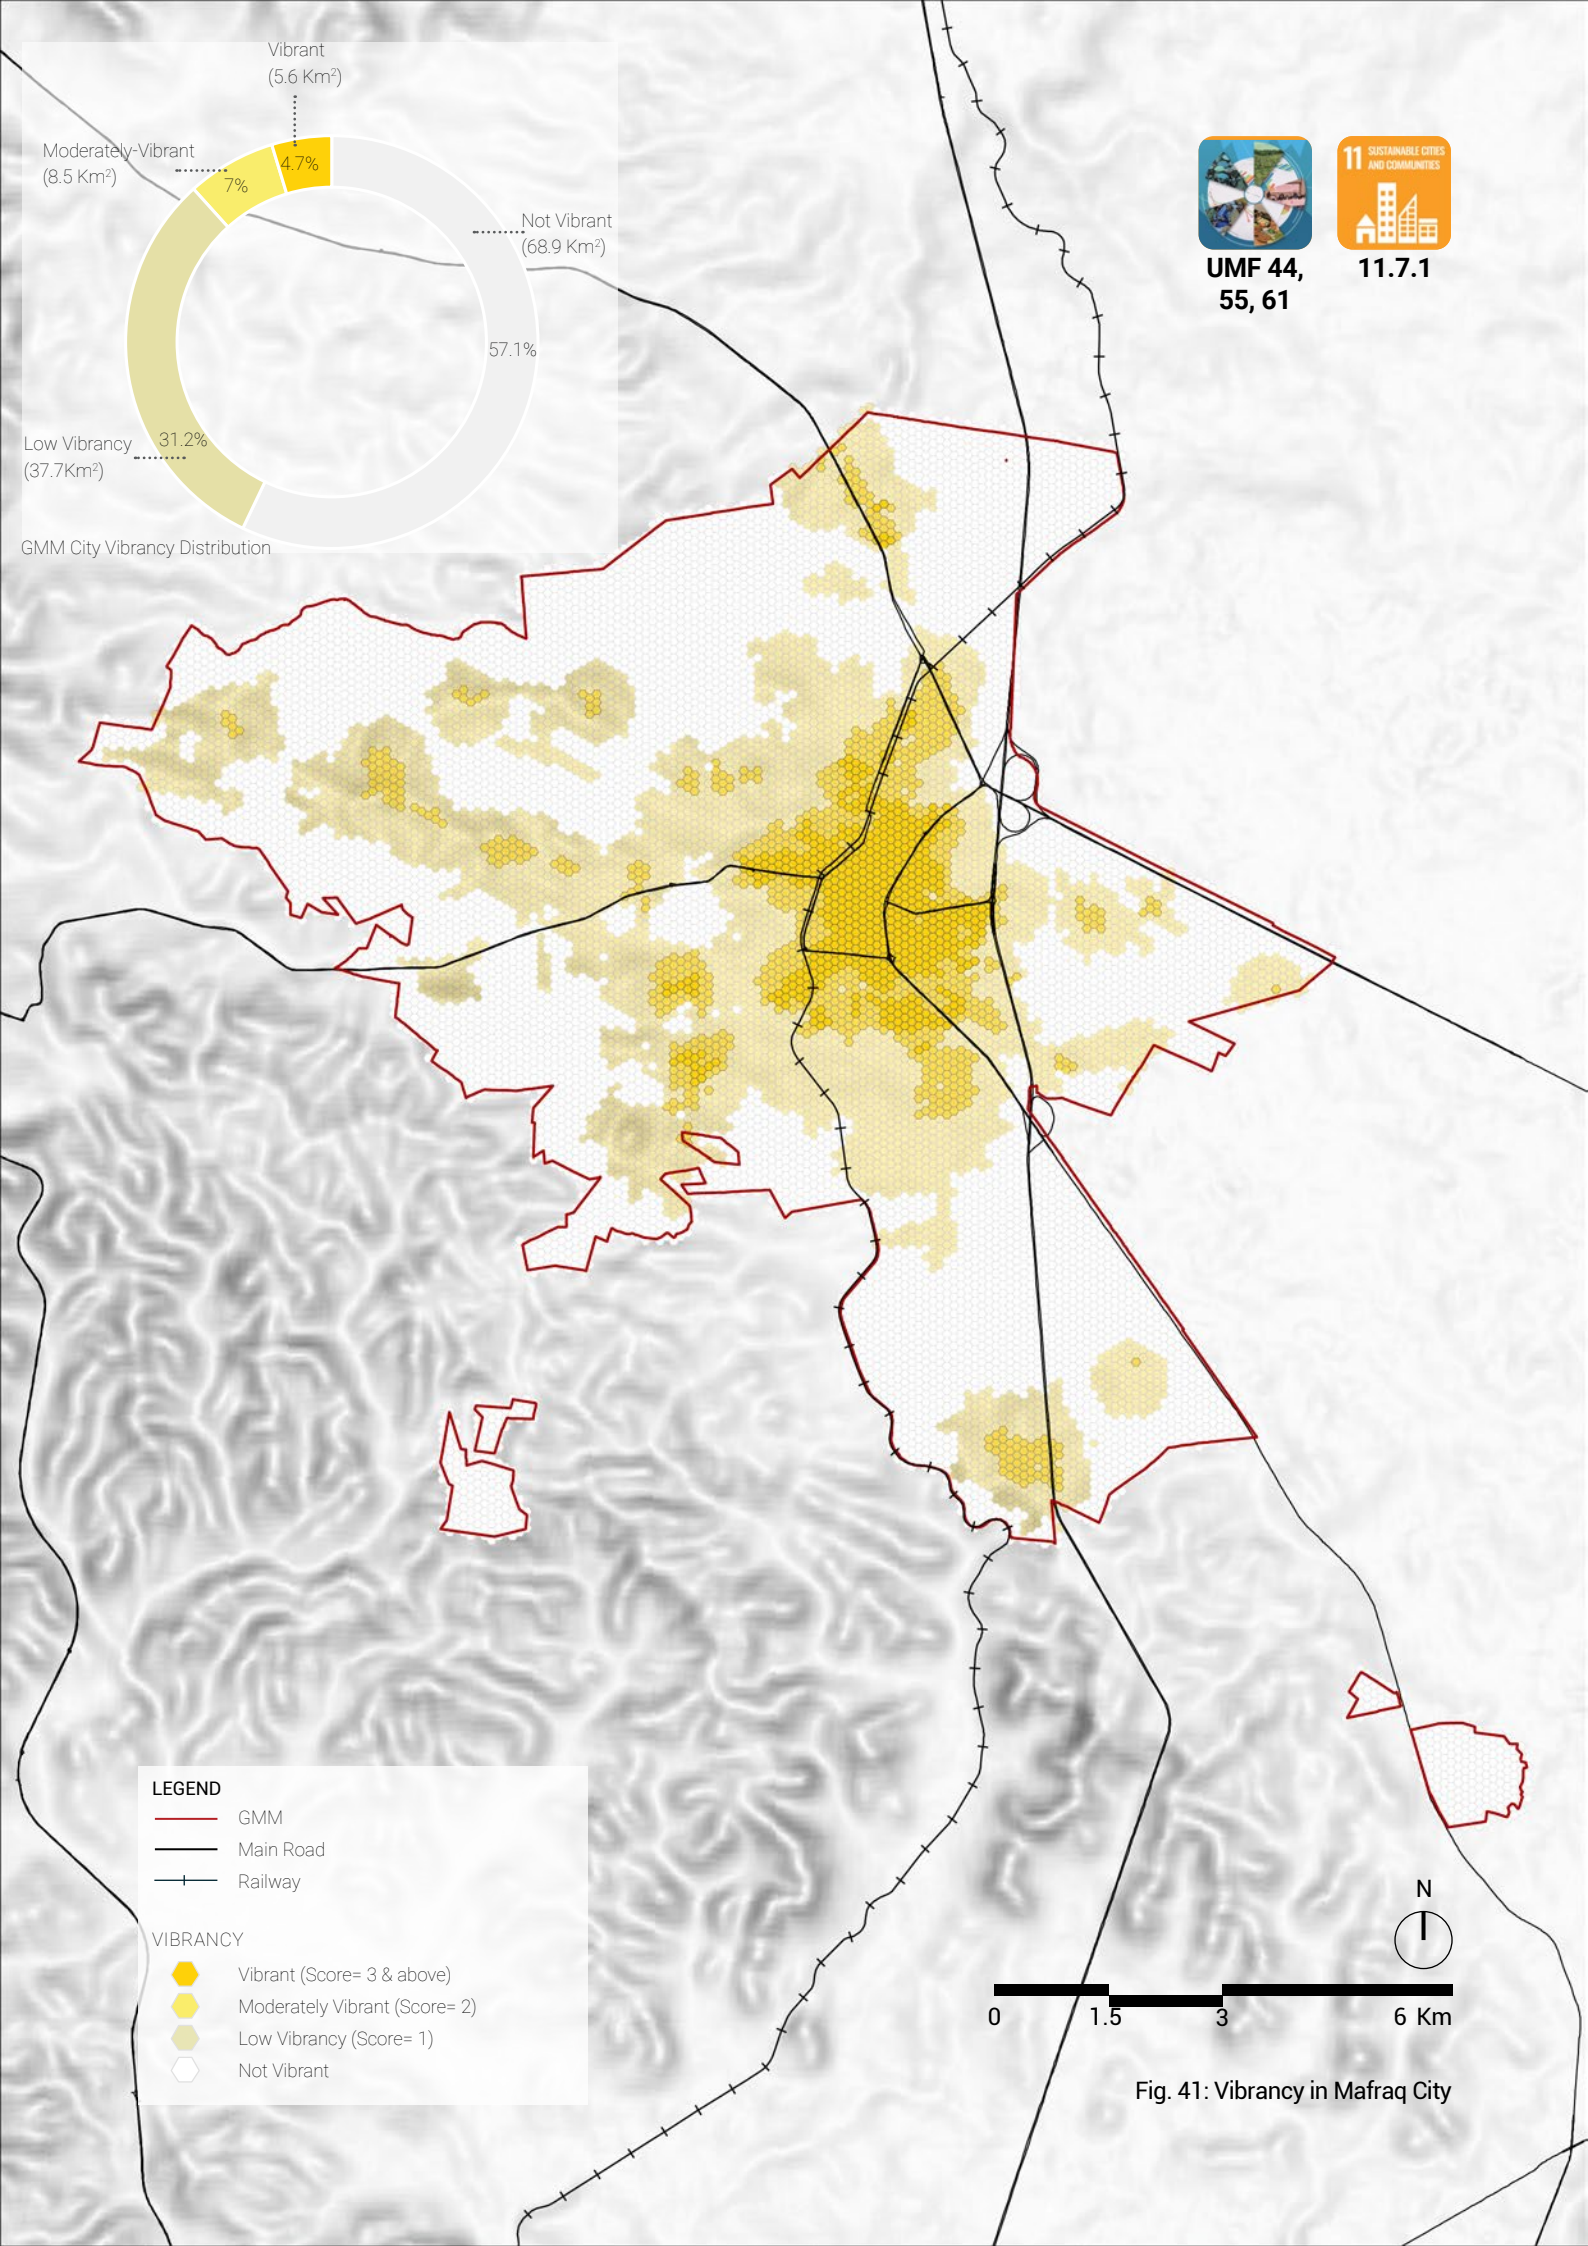 Vibrant
(5.6 Km²)
Moderately-Vibrant
(8.5 Km²)
4.7%
7%
Not Vibrant
(68.9 Km²)
57.1%
Low Vibrancy
(37.7Km²)
31.2%
GMM City Vibrancy Distribution
11 SUSTAINABLE CITIES
AND COMMUNITIES
UMF 44,
55, 61
11.7.1
LEGEND
GMM
Main Road
Railway
VIBRANCY
Vibrant (Score= 3 & above)
Moderately Vibrant (Score= 2)
Low Vibrancy (Score= 1)
Not Vibrant
N
0 1.5 3 6 Km
Fig. 41: Vibrancy in Mafraq City